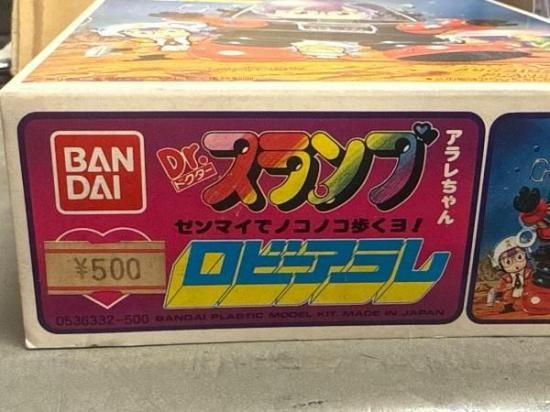 BAN
DAI
Dr.
ドクター
スランプ
アラレちゃん
ゼンマイでノコノコ歩くヨ!
ロビーアラレ
¥500
0536332-500 BANDAI PLASTIC MODEL KIT. MADE IN JAPAN